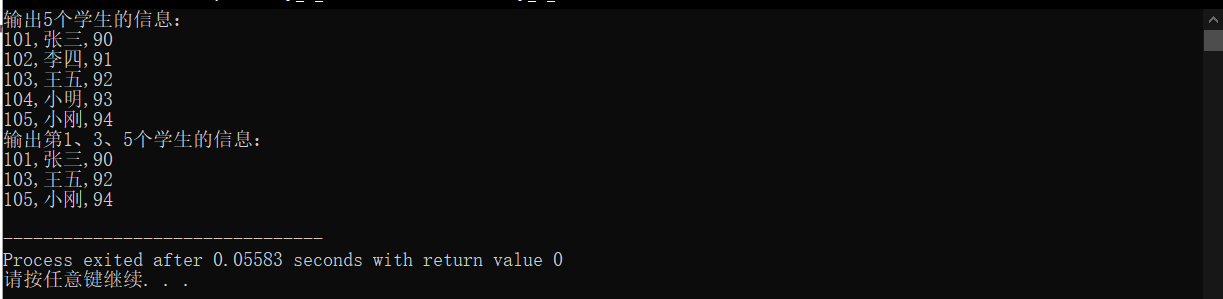 输出5个学生的信息：
101,张三,90
102,李四,91
103,王五,92
104,小明,93
105,小刚,94
输出第1、3、5个学生的信息：
101,张三,90
103,王五,92
105,小刚,94
--------------------------------
Process exited after 0.05583 seconds with return value 0
请按任意键继续. . .